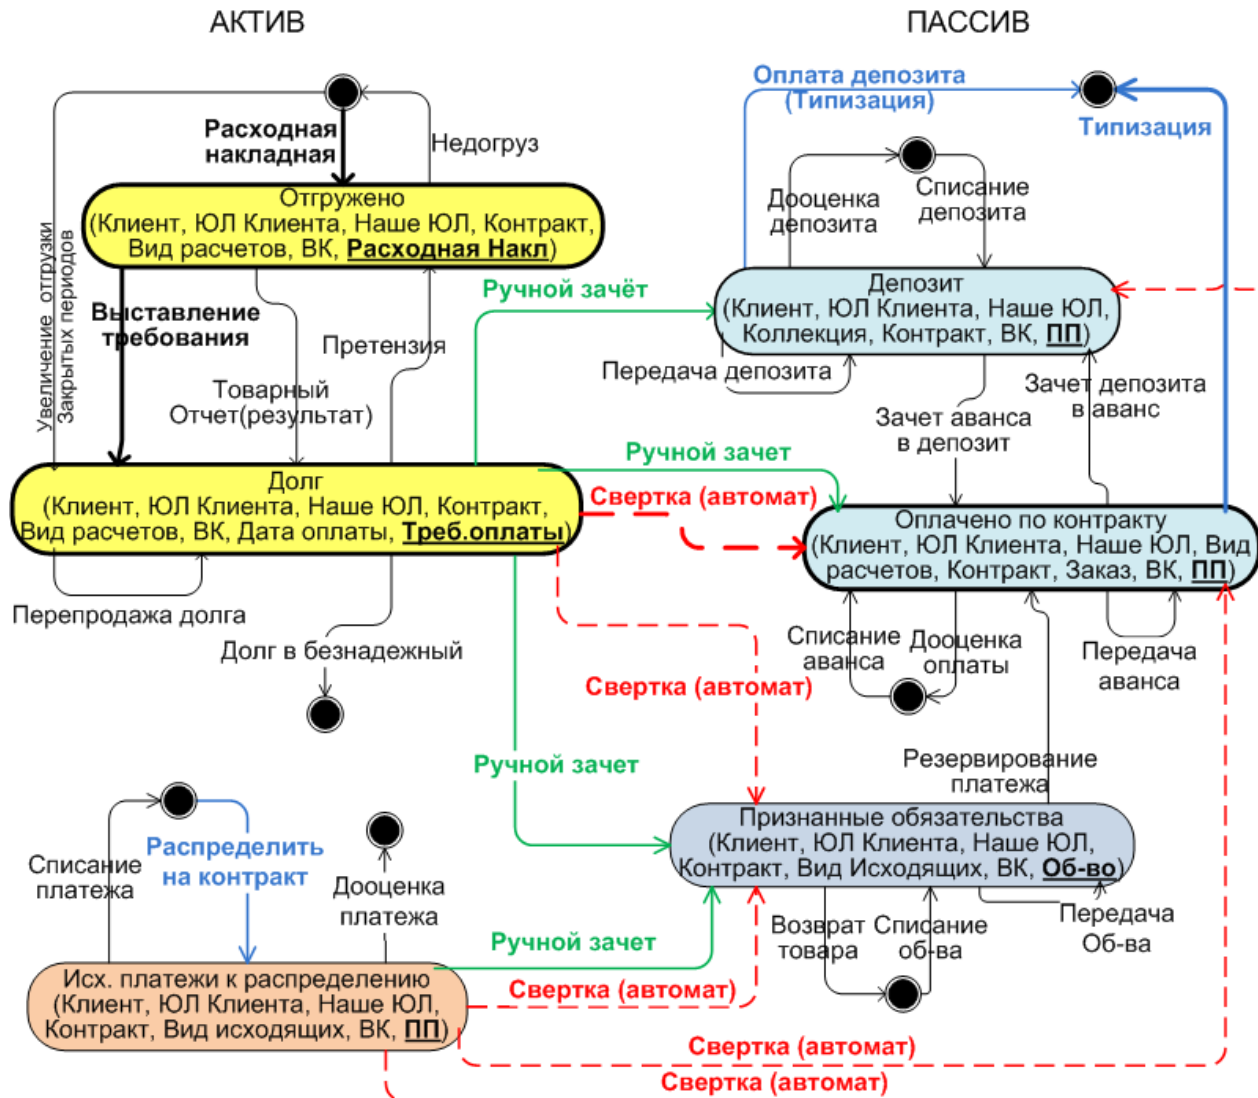 АКТИВ
ПАССИВ
Оплата депозита
(Типизация)
Типизация
Расходная
накладная
Недогруз
Дооценка
депозита
Списание
депозита
Отгружено
(Клиент, ЮЛ Клиента, Наше ЮЛ, Контракт,
Вид расчетов, ВК, Расходная Накл)
Увеличение отгрузки
Закрытых периодов
Выставление
требования
Претензия
Товарный
Отчет(результат)
Ручной зачёт
Депозит
(Клиент, ЮЛ Клиента, Наше ЮЛ,
Коллекция, Контракт, ВК, ПП)
Передача депозита
Зачет аванса
в депозит
Зачет депозита
в аванс
Долг
(Клиент, ЮЛ Клиента, Наше ЮЛ, Контракт,
Вид расчетов, ВК, Дата оплаты, Треб.оплаты)
Ручной зачет
Свертка (автомат)
Оплачено по контракту
(Клиент, ЮЛ Клиента, Наше ЮЛ, Вид
расчетов, Контракт, Заказ, ВК, ПП)
Перепродажа долга
Долг в безнадежный
Списание
аванса
Дооценка
оплаты
Передача
аванса
Свертка (автомат)
Ручной зачет
Резервирование
платежа
Признанные обязательства
(Клиент, ЮЛ Клиента, Наше ЮЛ,
Контракт, Вид Исходящих, ВК, Об-во)
Списание
платежа
Распределить
на контракт
Дооценка
платежа
Возврат
товара
Списание
об-ва
Передача
Об-ва
Ручной зачет
Исх. платежи к распределению
(Клиент, ЮЛ Клиента, Наше ЮЛ,
Контракт, Вид исходящих, ВК, ПП)
Свертка (автомат)
Свертка (автомат)
Свертка (автомат)